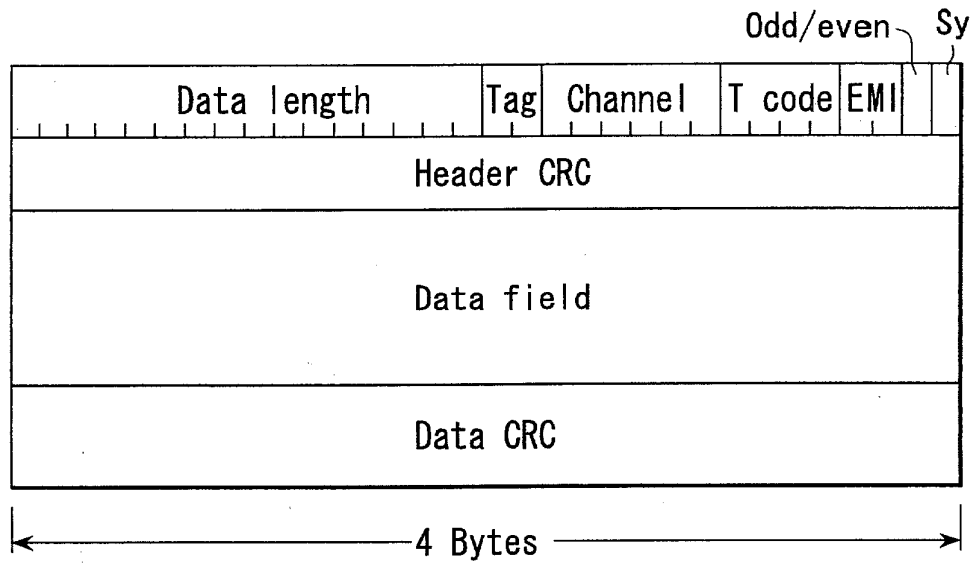 Odd/even Sy
Data length Tag Channel T code EMI
Header CRC
Data field
Data CRC
4 Bytes